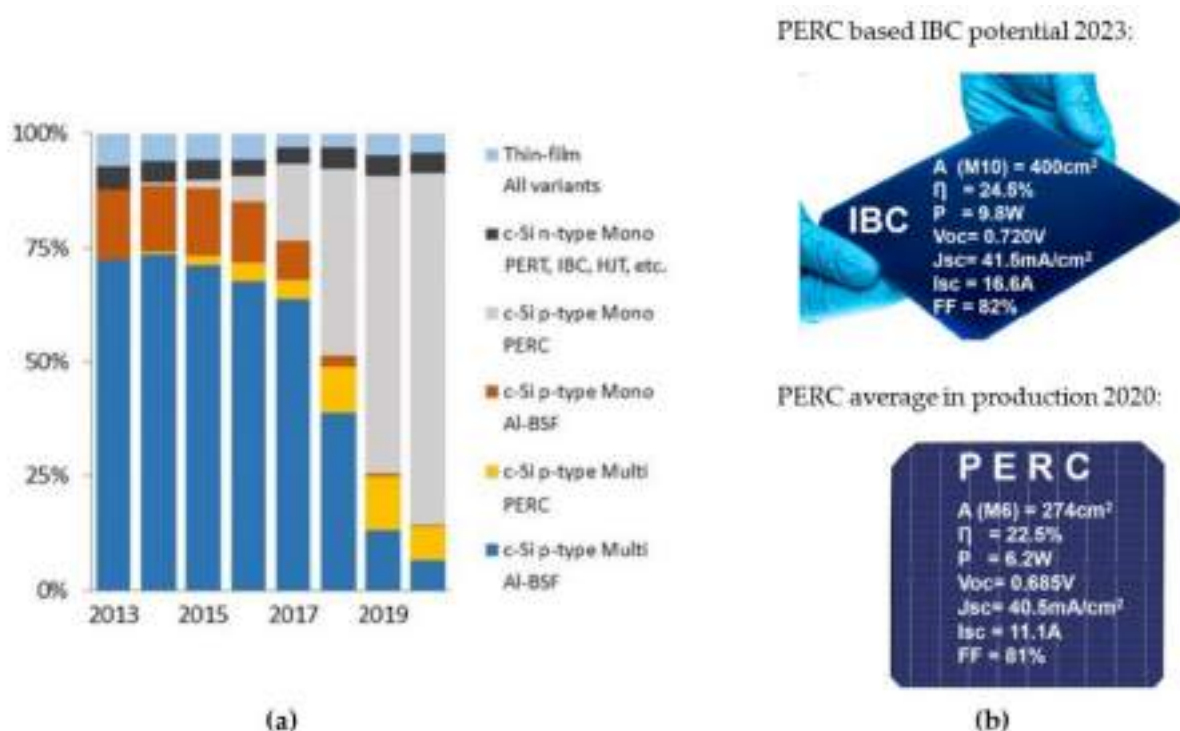 100%
75%
50%
25%
0%
2013
2015
2017
2019
Thin-film
All variants
c-Si n-type Mono
PERT, IBC, HJT, etc.
c-Si p-type Mono
PERC
c-Si p-type Mono
Al-BSF
c-Si p-type Multi
PERC
c-Si p-type Multi
Al-BSF
(a)
PERC based IBC potential 2023:
IBC
A (M10) = 400cm²
η = 24.5%
P = 9.8W
Voc= 0.720V
Jsc= 41.5mA/cm²
Isc = 16.6A
FF = 82%
PERC average in production 2020:
PERC
A (M6) = 274cm²
η = 22.5%
P = 6.2W
Voc= 0.685V
Jsc= 40.5mA/cm²
Isc = 11.1A
FF = 81%
(b)